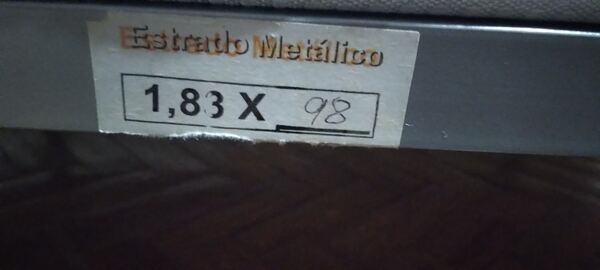 Estrado Metálico
1,83 X 98